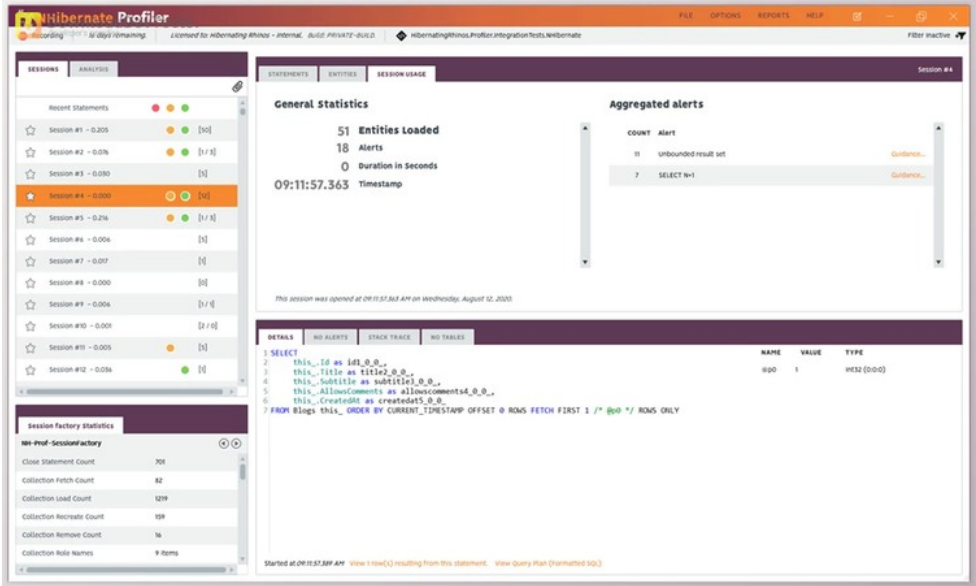 NHibernate Profiler
FILE OPTIONS REPORTS HELP
Recording 16 days remaining. Licensed to: Hibernating Rhinos - Internal, BUILD: PRIVATE-BUILD. HibernatingRhinos.Profiler.IntegrationTests.NHibernate Filter Inactive
SESSIONS ANALYSIS
Recent Statements
Session #1 - 0.205 [50]
Session #2 - 0.076 [1 / 3]
Session #3 - 0.030 [5]
Session #4 - 0.000 [12]
Session #5 - 0.216 [1 / 3]
Session #6 - 0.006 [3]
Session #7 - 0.017 [1]
Session #8 - 0.000 [0]
Session #9 - 0.006 [1 / 1]
Session #10 - 0.001 [2 / 0]
Session #11 - 0.005 [3]
Session #12 - 0.036 [1]
Session Factory Statistics
NH-Prof-SessionFactory
Close Statement Count 701
Collection Fetch Count 82
Collection Load Count 1219
Collection Recreate Count 159
Collection Remove Count 16
Collection Role Names 9 items
STATEMENTS ENTITIES SESSION USAGE Session #4
General Statistics
51 Entities Loaded
18 Alerts
0 Duration in Seconds
09:11:57.363 Timestamp
This session was opened at 09:11:57.363 AM on Wednesday, August 12, 2020.
Aggregated alerts
COUNT Alert
11 Unbounded result set Guidance...
7 SELECT N+1 Guidance...
DETAILS NO ALERTS STACK TRACE NO TABLES
1 SELECT
2 this_.Id as id1_0_0_,
3 this_.Title as title2_0_0_,
4 this_.Subtitle as subtitle3_0_0_,
5 this_.AllowsComments as allowscomments4_0_0_,
6 this_.CreatedAt as createdat5_0_0_
7 FROM Blogs this_ ORDER BY CURRENT_TIMESTAMP OFFSET 0 ROWS FETCH FIRST 1 /* @p0 */ ROWS ONLY
NAME VALUE TYPE
@p0 1 Int32 (0:0:0)
Started at 09:11:57.389 AM View 1 row(s) resulting from this statement. View Query Plan (Formatted SQL)